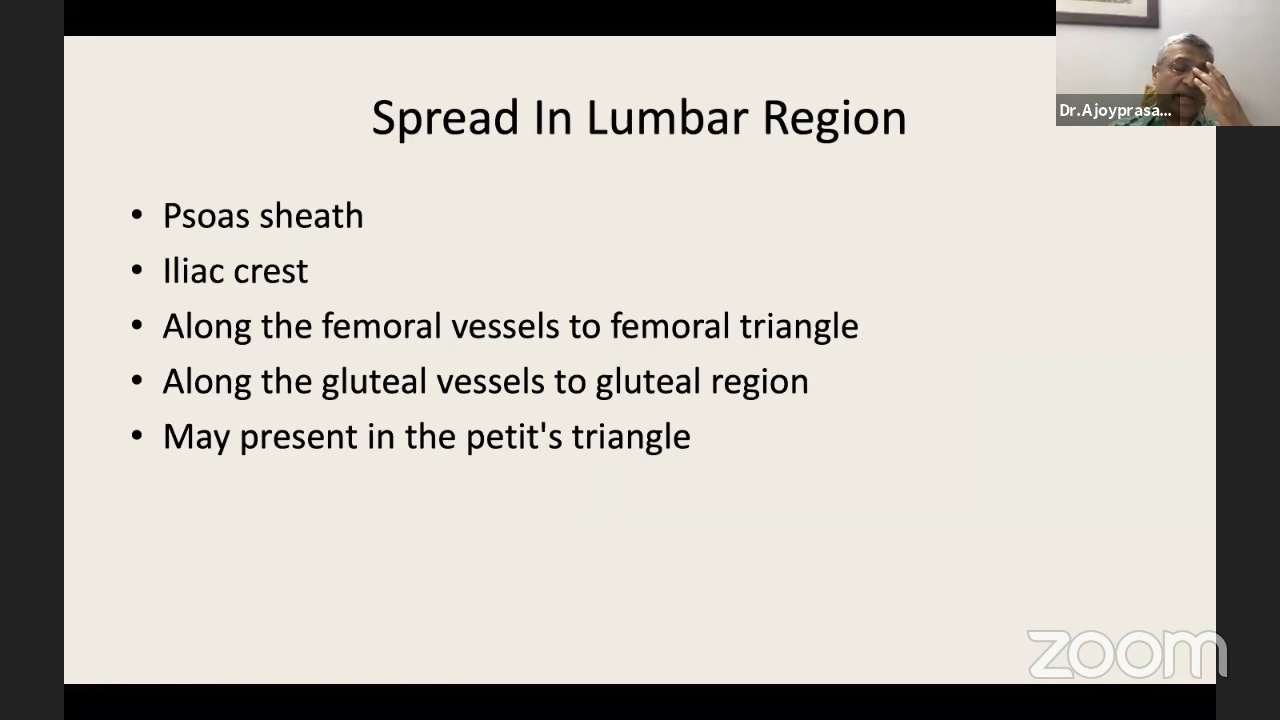 Dr.Ajoyprasa...
Spread In Lumbar Region
• Psoas sheath
• Iliac crest
• Along the femoral vessels to femoral triangle
• Along the gluteal vessels to gluteal region
• May present in the petit's triangle
zoom